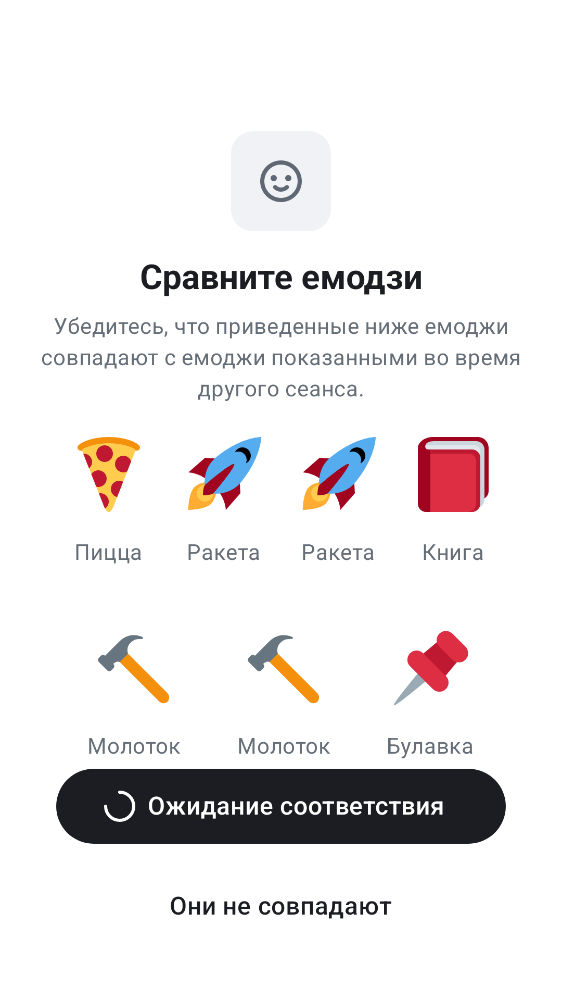 Сравните емодзи
Убедитесь, что приведенные ниже емоджи
совпадают с емоджи показанными во время
другого сеанса.
Пицца Ракета Ракета Книга
Молоток Молоток Булавка
Ожидание соответствия
Они не совпадают